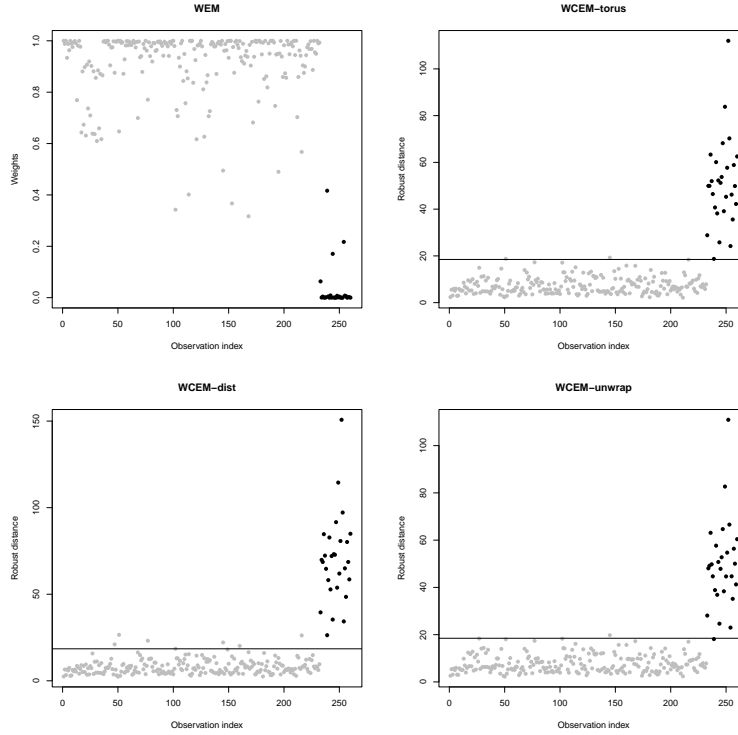 WEM
Weights
0.0 0.2 0.4 0.6 0.8 1.0
0 50 100 150 200 250
Observation index
WCEM−torus
Robust distance
0 20 40 60 80 100
0 50 100 150 200 250
Observation index
WCEM−dist
Robust distance
0 50 100 150
0 50 100 150 200 250
Observation index
WCEM−unwrap
Robust distance
0 20 40 60 80 100
0 50 100 150 200 250
Observation index